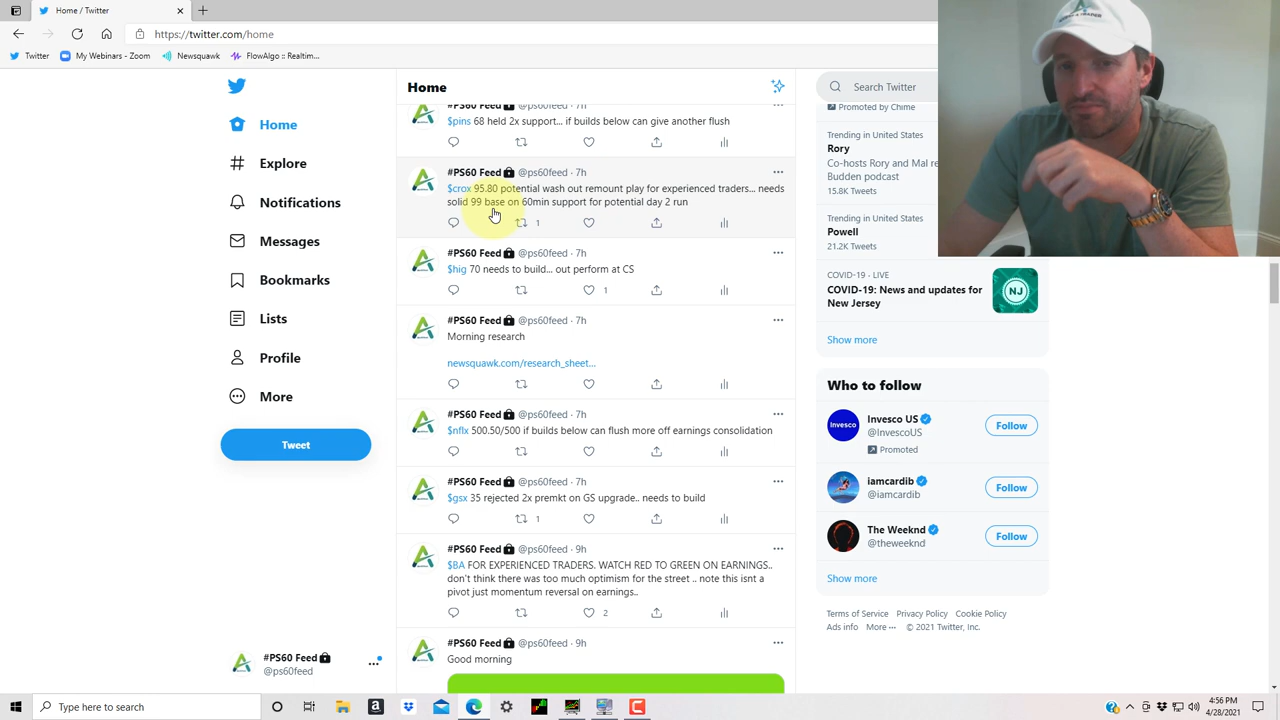 Home / Twitter
https://twitter.com/home
Twitter
My Webinars - Zoom
Newsquawk
FlowAlgo :: Realtim...
Home
Explore
Notifications
Messages
Bookmarks
Lists
Profile
More
Tweet
#PS60 Feed
@ps60feed
Home
#PS60 Feed @ps60feed · 7h
$pins 68 held 2x support... if builds below can give another flush
#PS60 Feed @ps60feed · 7h
$crox 95.80 potential wash out remount play for experienced traders... needs
solid 99 base on 60min support for potential day 2 run
1
#PS60 Feed @ps60feed · 7h
$hig 70 needs to build... out perform at CS
1
#PS60 Feed @ps60feed · 7h
Morning research
newsquawk.com/research_sheet...
#PS60 Feed @ps60feed · 7h
$nflx 500.50/500 if builds below can flush more off earnings consolidation
#PS60 Feed @ps60feed · 7h
$gsx 35 rejected 2x premkt on GS upgrade.. needs to build
1
#PS60 Feed @ps60feed · 9h
$BA FOR EXPERIENCED TRADERS, WATCH RED TO GREEN ON EARNINGS..
don't think there was too much optimism for the street .. note this isnt a
pivot just momentum reversal on earnings..
2
#PS60 Feed @ps60feed · 9h
Good morning
Search Twitter
Promoted by Chime
Trending in United States
Rory
Co-hosts Rory and Mal re
Budden podcast
15.8K Tweets
Trending in United States
Powell
21.2K Tweets
COVID-19 · LIVE
COVID-19: News and updates for
New Jersey
NJ
Show more
Who to follow
Invesco
Invesco US
@InvescoUS
Promoted
Follow
iamcardib
@iamcardib
Follow
The Weeknd
@theweeknd
Follow
Show more
Terms of Service Privacy Policy Cookie Policy
Ads info More ··· © 2021 Twitter, Inc.
Type here to search
4:56 PM
4/28/2021